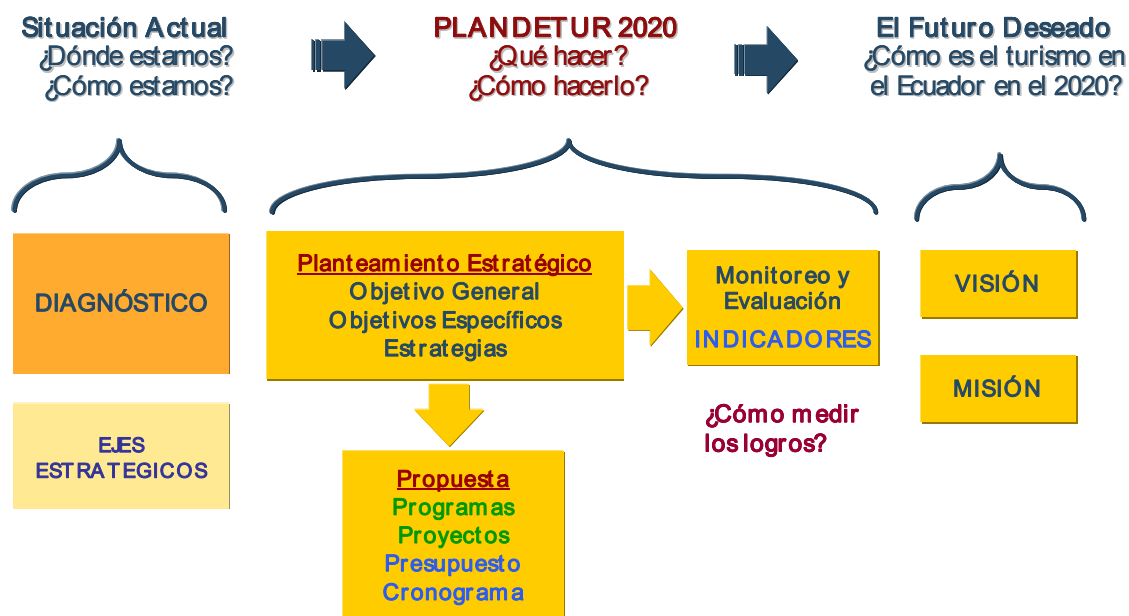 Situación Actual
¿Dónde estamos?
¿Cómo estamos?
PLANDETUR 2020
¿Qué hacer?
¿Cómo hacerlo?
El Futuro Deseado
¿Cómo es el turismo en
el Ecuador en el 2020?
DIAGNÓSTICO
EJES
ESTRATEGICOS
Planteamiento Estratégico
Objetivo General
Objetivos Específicos
Estrategias
Propuesta
Programas
Proyectos
Presupuesto
Cronograma
Monitoreo y
Evaluación
INDICADORES
¿Cómo medir
los logros?
VISIÓN
MISIÓN